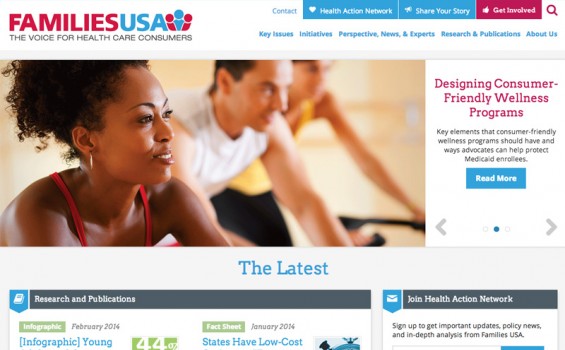 FAMILIESUSA
THE VOICE FOR HEALTH CARE CONSUMERS
Contact
Health Action Network
Share Your Story
Get Involved
Key Issues
Initiatives
Perspective, News, & Experts
Research & Publications
About Us
Designing Consumer-
Friendly Wellness
Programs
Key elements that consumer-friendly
wellness programs should have and
ways advocates can help protect
Medicaid enrollees.
Read More
The Latest
Research and Publications
Infographic February 2014
[Infographic] Young
44.0%
Fact Sheet January 2014
States Have Low-Cost
Join Health Action Network
Sign up to get important updates, policy news,
and in-depth analysis from Families USA.